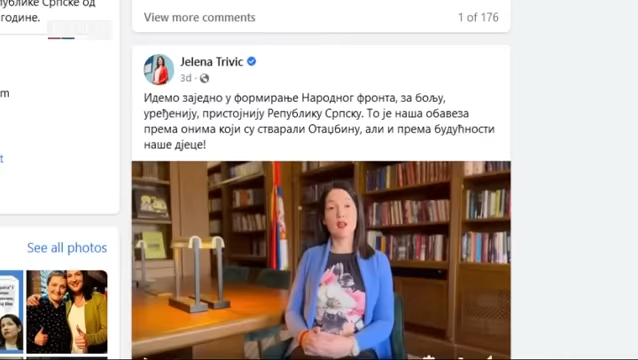 публике Српске од
године.
View more comments
1 of 176
Jelena Trivic
3d
Идемо заједно у формирање Народног фронта, за бољу,
уређенију, пристојнију Републику Српску. То је наша обавеза
према онима који су стварали Отаџбину, али и према будућности
наше дјеце!
See all photos